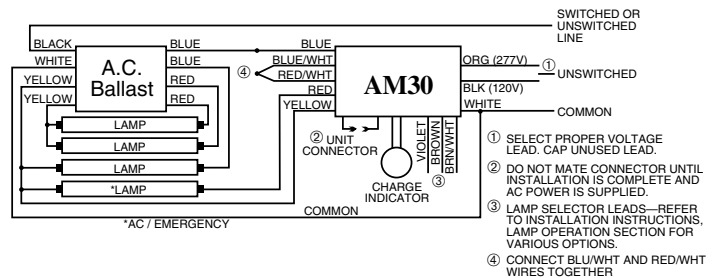 SWITCHED OR
UNSWITCHED
LINE
BLACK
BLUE
BLUE
WHITE
BLUE
BLUE/WHT
ORG (277V)
①
A.C.
Ballast
④
AM30
UNSWITCHED
YELLOW
RED
RED/WHT
RED
BLK (120V)
YELLOW
RED
YELLOW
WHITE
COMMON
LAMP
LAMP
LAMP
*LAMP
② UNIT
CONNECTOR
VIOLET
BROWN
BRN/WHT
③
CHARGE
INDICATOR
COMMON
*AC / EMERGENCY
① SELECT PROPER VOLTAGE
LEAD. CAP UNUSED LEAD.
② DO NOT MATE CONNECTOR UNTIL
INSTALLATION IS COMPLETE AND
AC POWER IS SUPPLIED.
③ LAMP SELECTOR LEADS—REFER
TO INSTALLATION INSTRUCTIONS,
LAMP OPERATION SECTION FOR
VARIOUS OPTIONS.
④ CONNECT BLU/WHT AND RED/WHT
WIRES TOGETHER